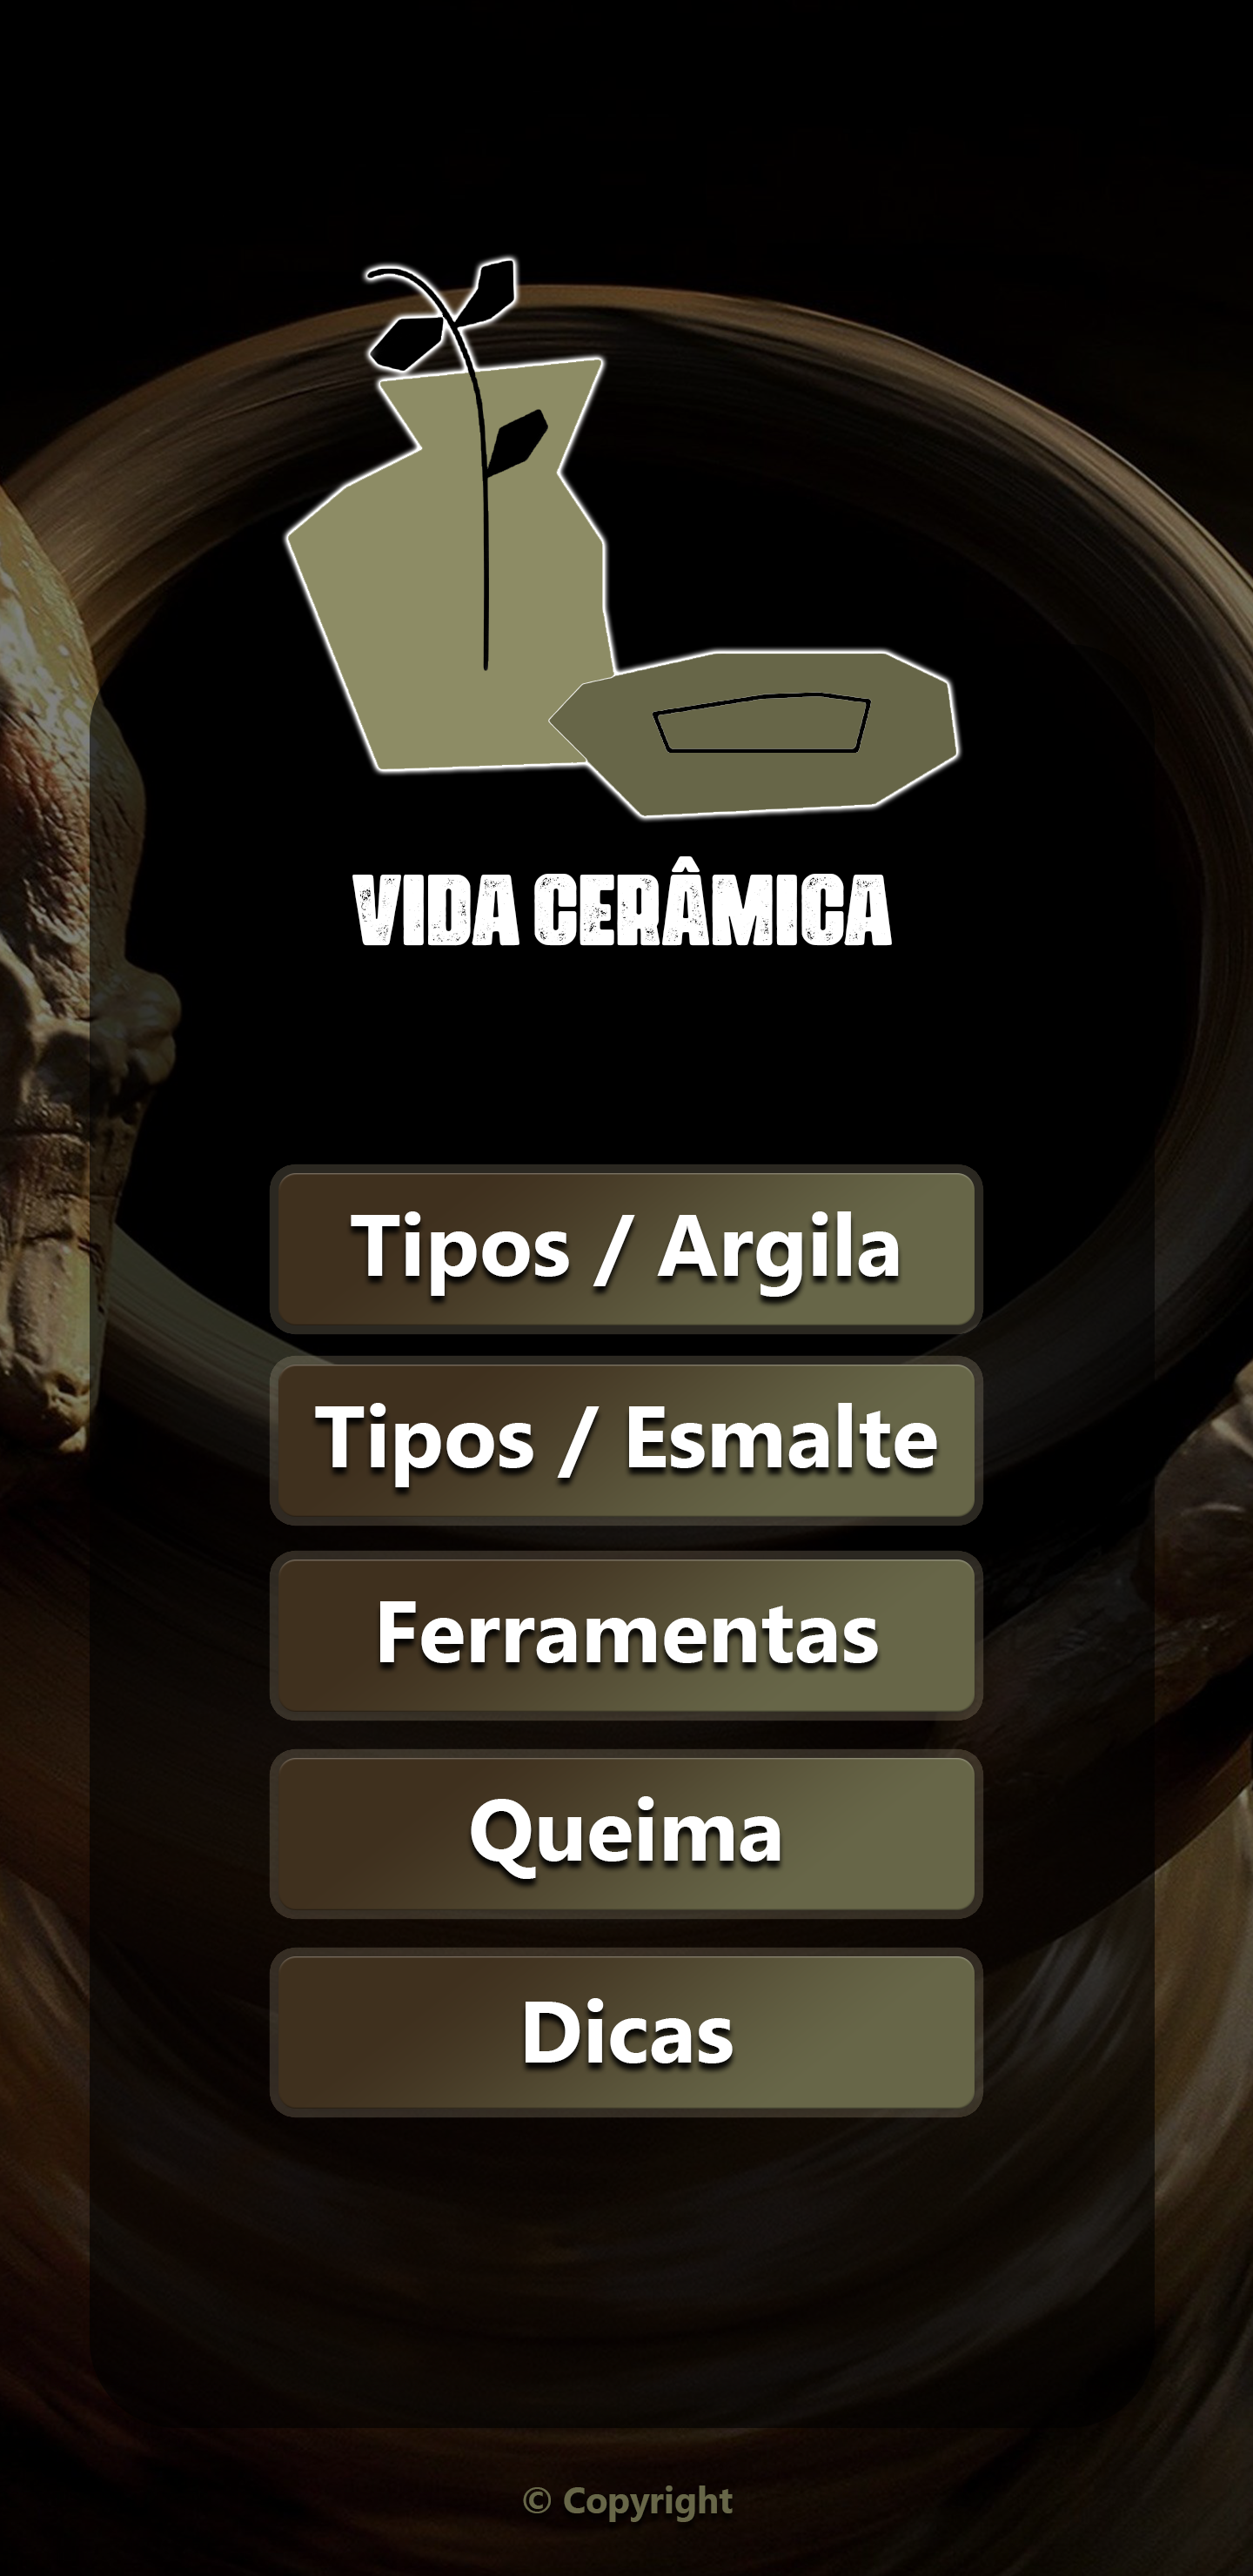 VIDA CERÂMICA
Tipos / Argila
Tipos / Esmalte
Ferramentas
Queima
Dicas
© Copyright